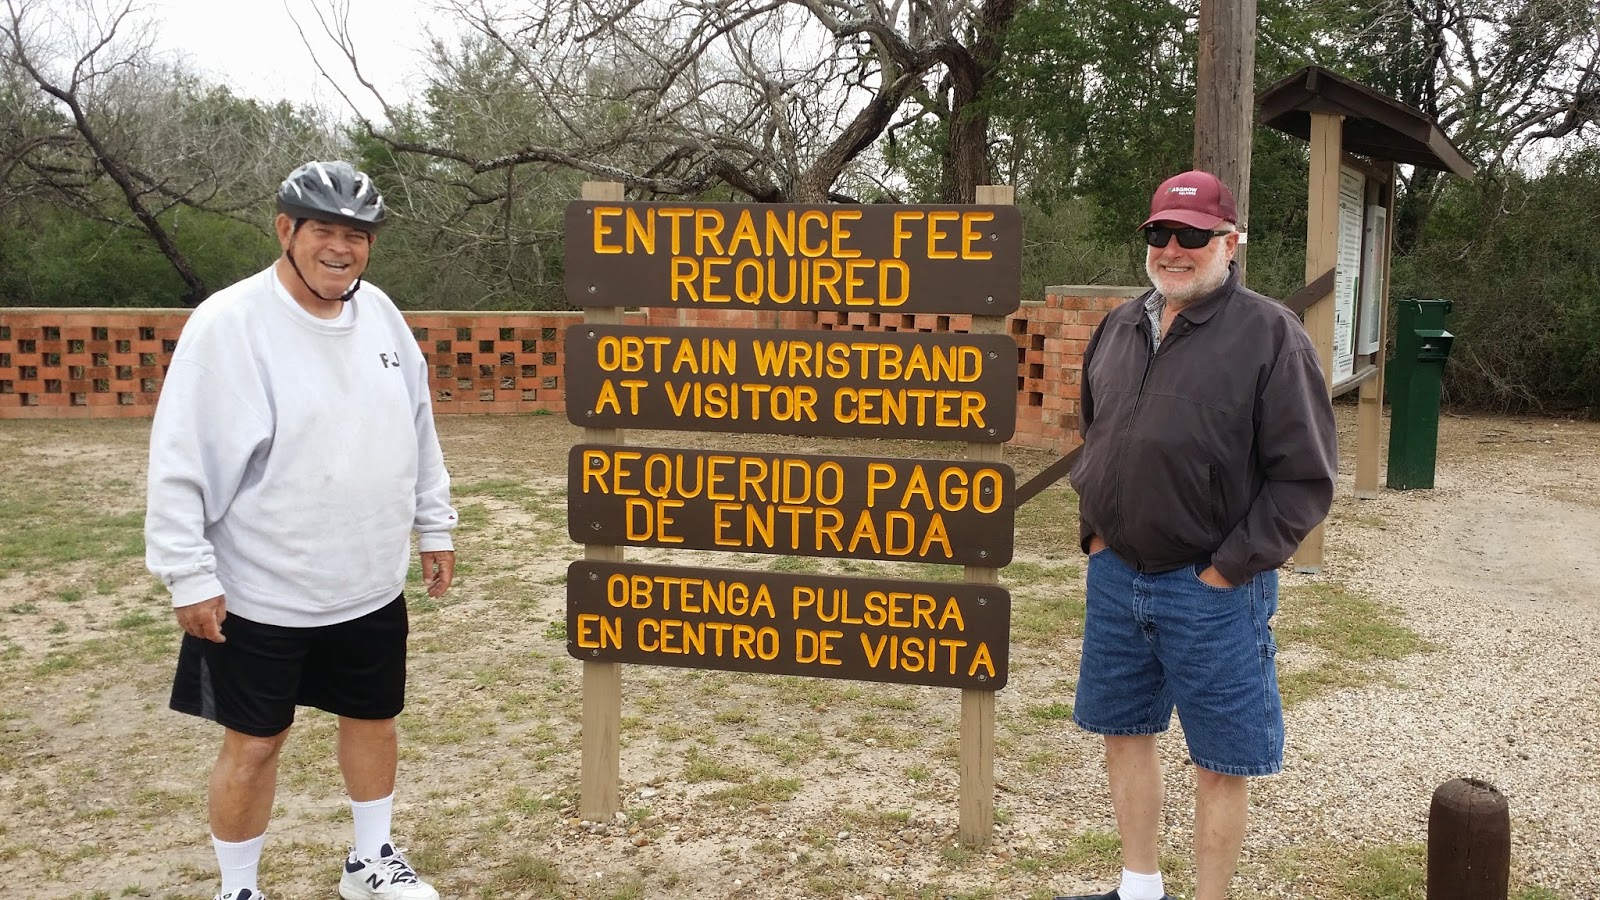 ENTRANCE FEE
REQUIRED
OBTAIN WRISTBAND
AT VISITOR CENTER
REQUERIDO PAGO
DE ENTRADA
OBTENGA PULSERA
EN CENTRO DE VISITA